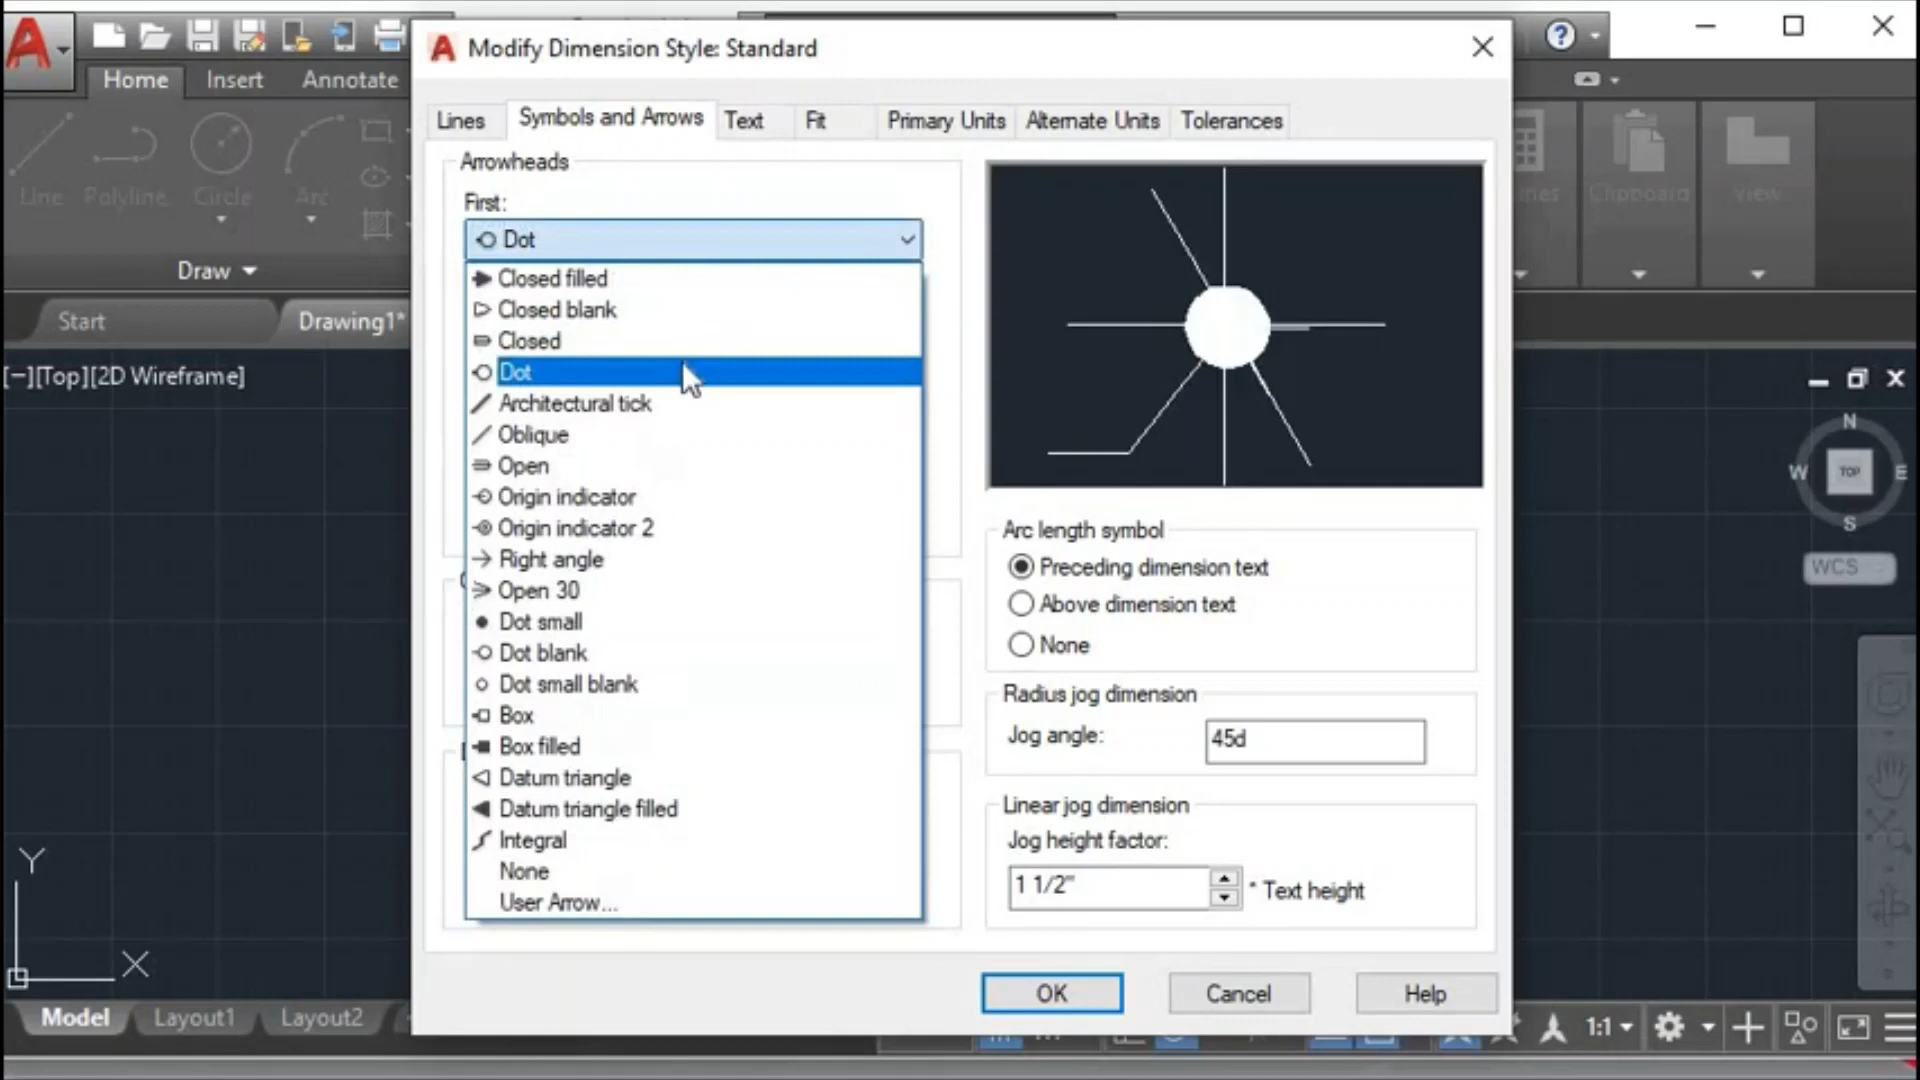 Modify Dimension Style: Standard
Home
Insert
Annotate
Lines
Symbols and Arrows
Text
Fit
Primary Units
Alternate Units
Tolerances
Line
Polyline
Circle
Arc
Clipboard
View
Draw
Start
Drawing1*
[−][Top][2D Wireframe]
Arrowheads
First:
Dot
Closed filled
Closed blank
Closed
Dot
Architectural tick
Oblique
Open
Origin indicator
Origin indicator 2
Right angle
Open 30
Dot small
Dot blank
Dot small blank
Box
Box filled
Datum triangle
Datum triangle filled
Integral
None
User Arrow...
Arc length symbol
Preceding dimension text
Above dimension text
None
Radius jog dimension
Jog angle:
45d
Linear jog dimension
Jog height factor:
1 1/2"
* Text height
OK
Cancel
Help
N
W
TOP
E
S
WCS
Y
X
Model
Layout1
Layout2
1:1